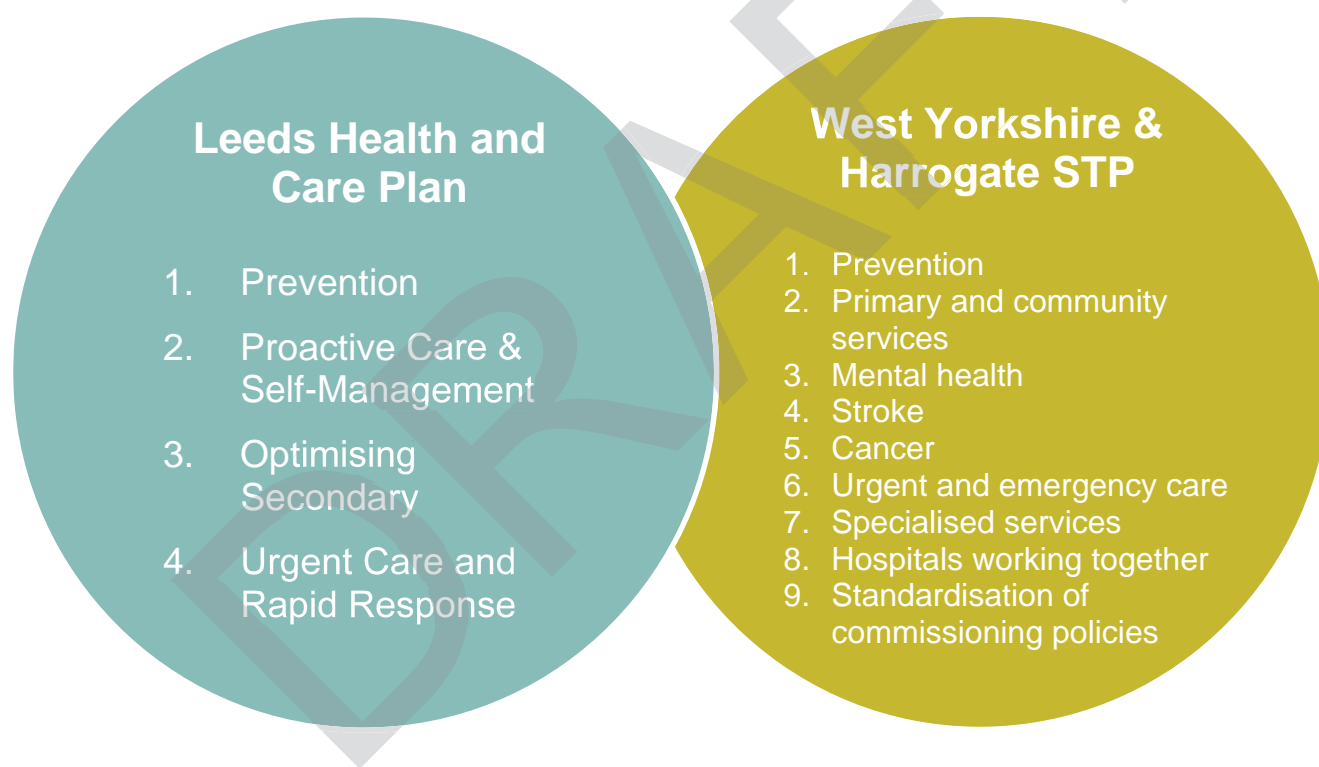 Leeds Health and
Care Plan
1. Prevention
2. Proactive Care &
Self-Management
3. Optimising
Secondary
4. Urgent Care and
Rapid Response
West Yorkshire &
Harrogate STP
1. Prevention
2. Primary and community
services
3. Mental health
4. Stroke
5. Cancer
6. Urgent and emergency care
7. Specialised services
8. Hospitals working together
9. Standardisation of
commissioning policies
DRAF